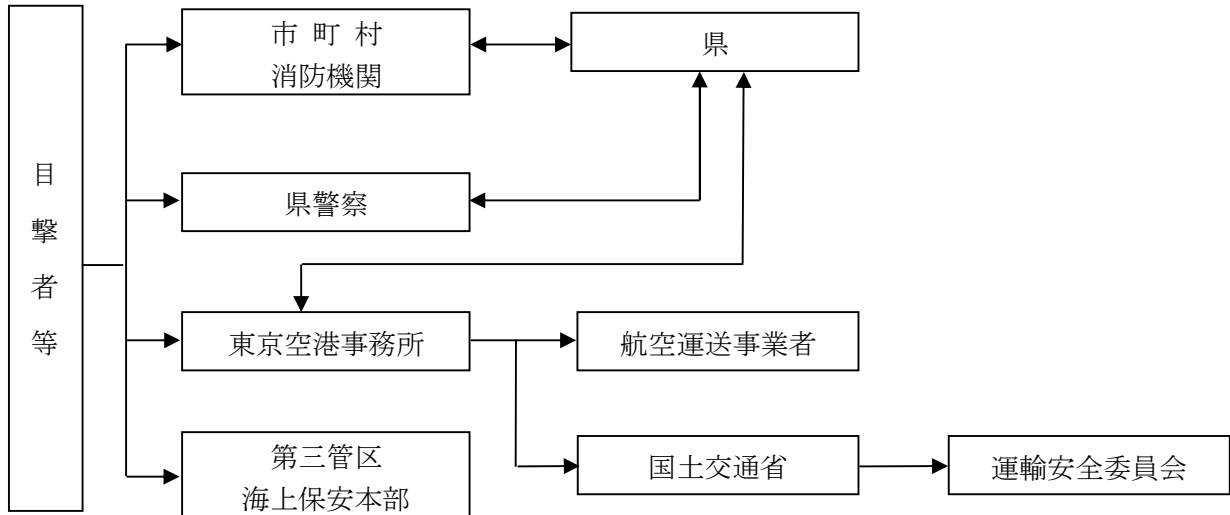 目撃者等
市 町 村
消防機関
県
県警察
東京空港事務所
航空運送事業者
第三管区
海上保安本部
国土交通省
運輸安全委員会